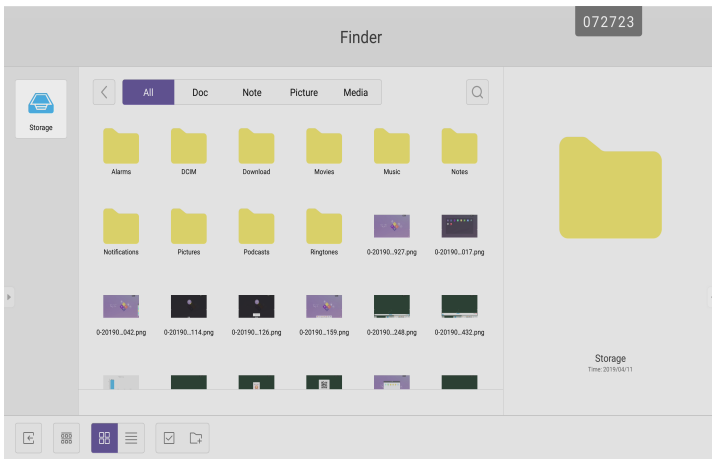 072723
Finder
Storage
All Doc Note Picture Media
Alarms DCIM Download Movies Music Notes
Notifications Pictures Podcasts Ringtones 0-20190...927.png 0-20190...017.png
0-20190...042.png 0-20190...114.png 0-20190...126.png 0-20190...159.png 0-20190...248.png 0-20190...432.png
Storage
Time: 2019/04/11